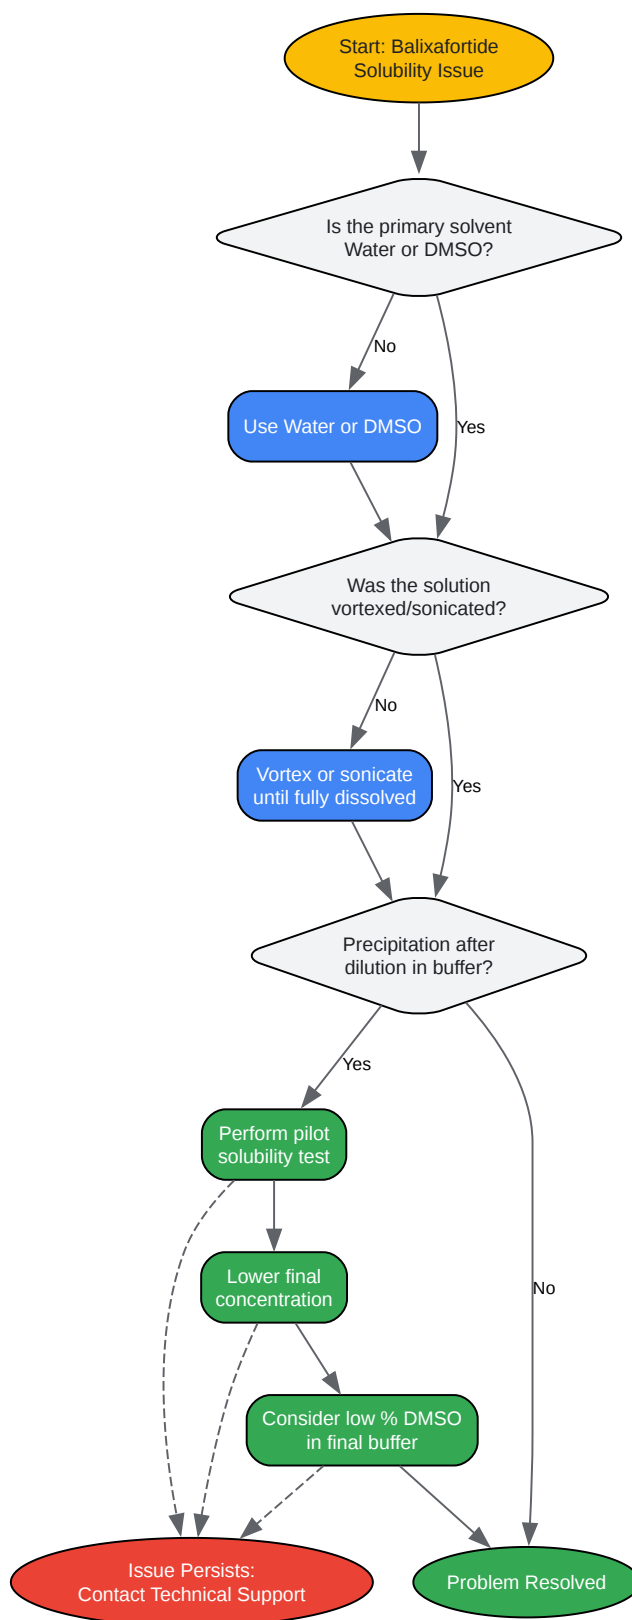 Start: Balixafortide
Solubility Issue
Is the primary solvent
Water or DMSO?
No
Yes
Use Water or DMSO
Was the solution
vortexed/sonicated?
No
Yes
Vortex or sonicate
until fully dissolved
Precipitation after
dilution in buffer?
Yes
Perform pilot
solubility test
Lower final
concentration
No
Consider low % DMSO
in final buffer
Issue Persists:
Contact Technical Support
Problem Resolved